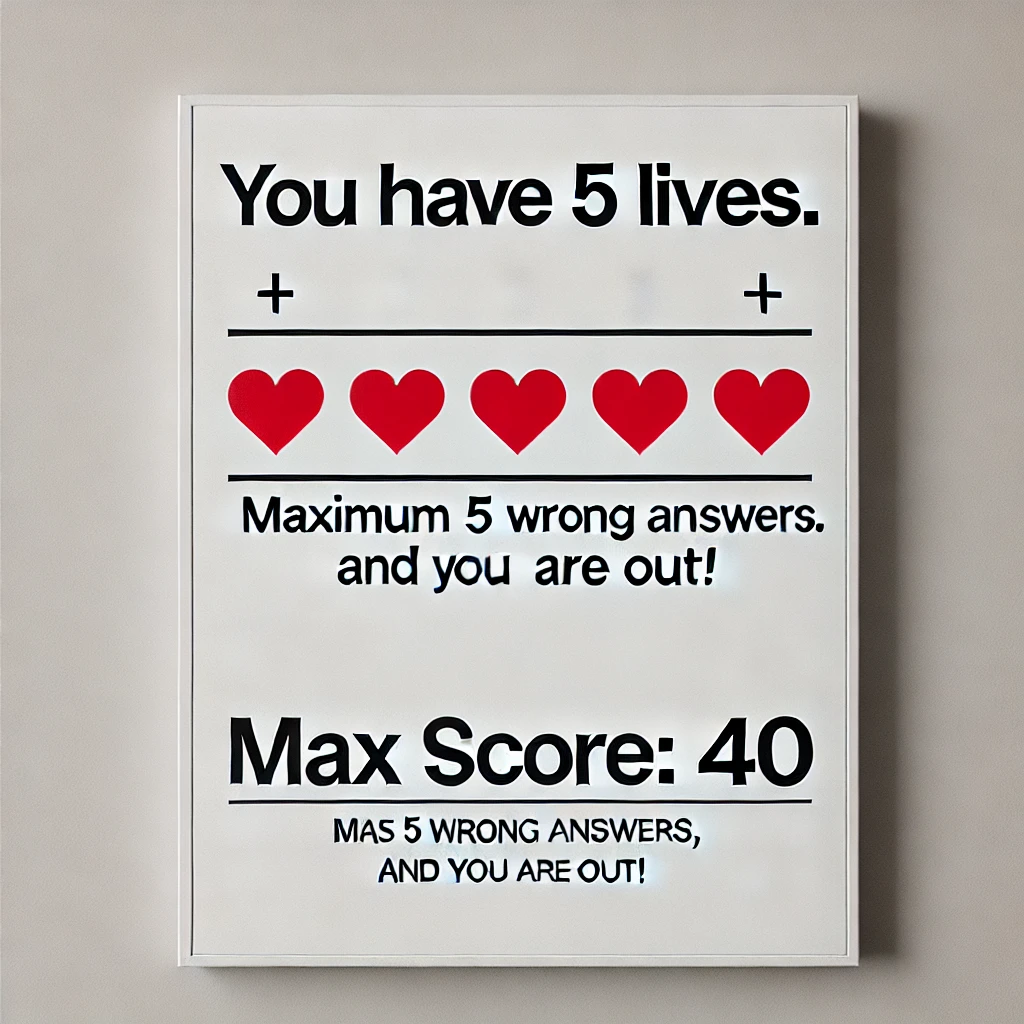 You have 5 lives.
+ +
Maximum 5 wrong answers.
and you are out!
Max Score: 40
MAS 5 WRONG ANSWERS,
AND YOU ARE OUT!